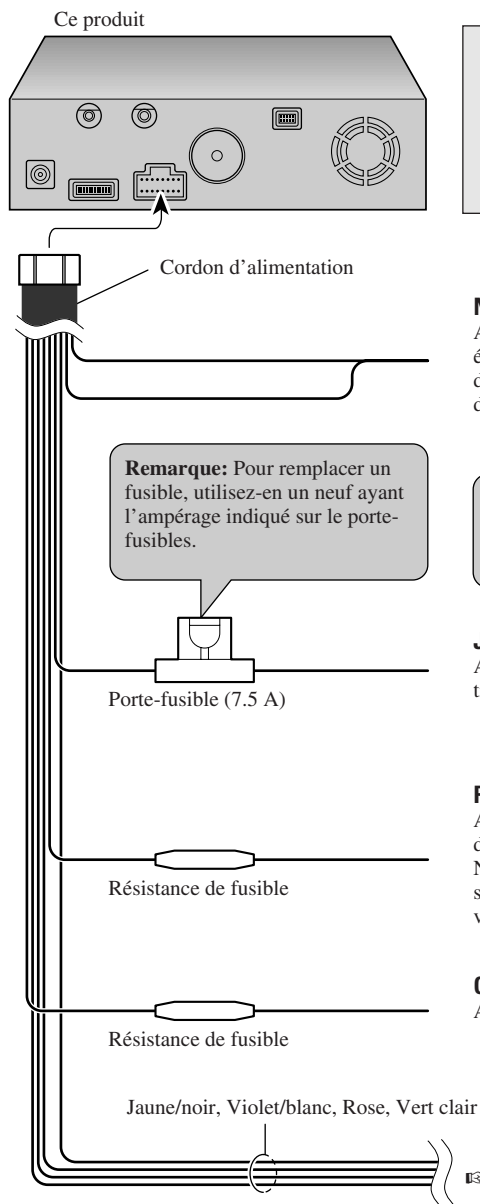 Ce produit
Cordon d'alimentation
Remarque: Pour remplacer un
fusible, utilisez-en un neuf ayant
l'ampérage indiqué sur le porte-
fusibles.
Porte-fusible (7.5 A)
Résistance de fusible
Résistance de fusible
Jaune/noir, Violet/blanc, Rose, Vert clair